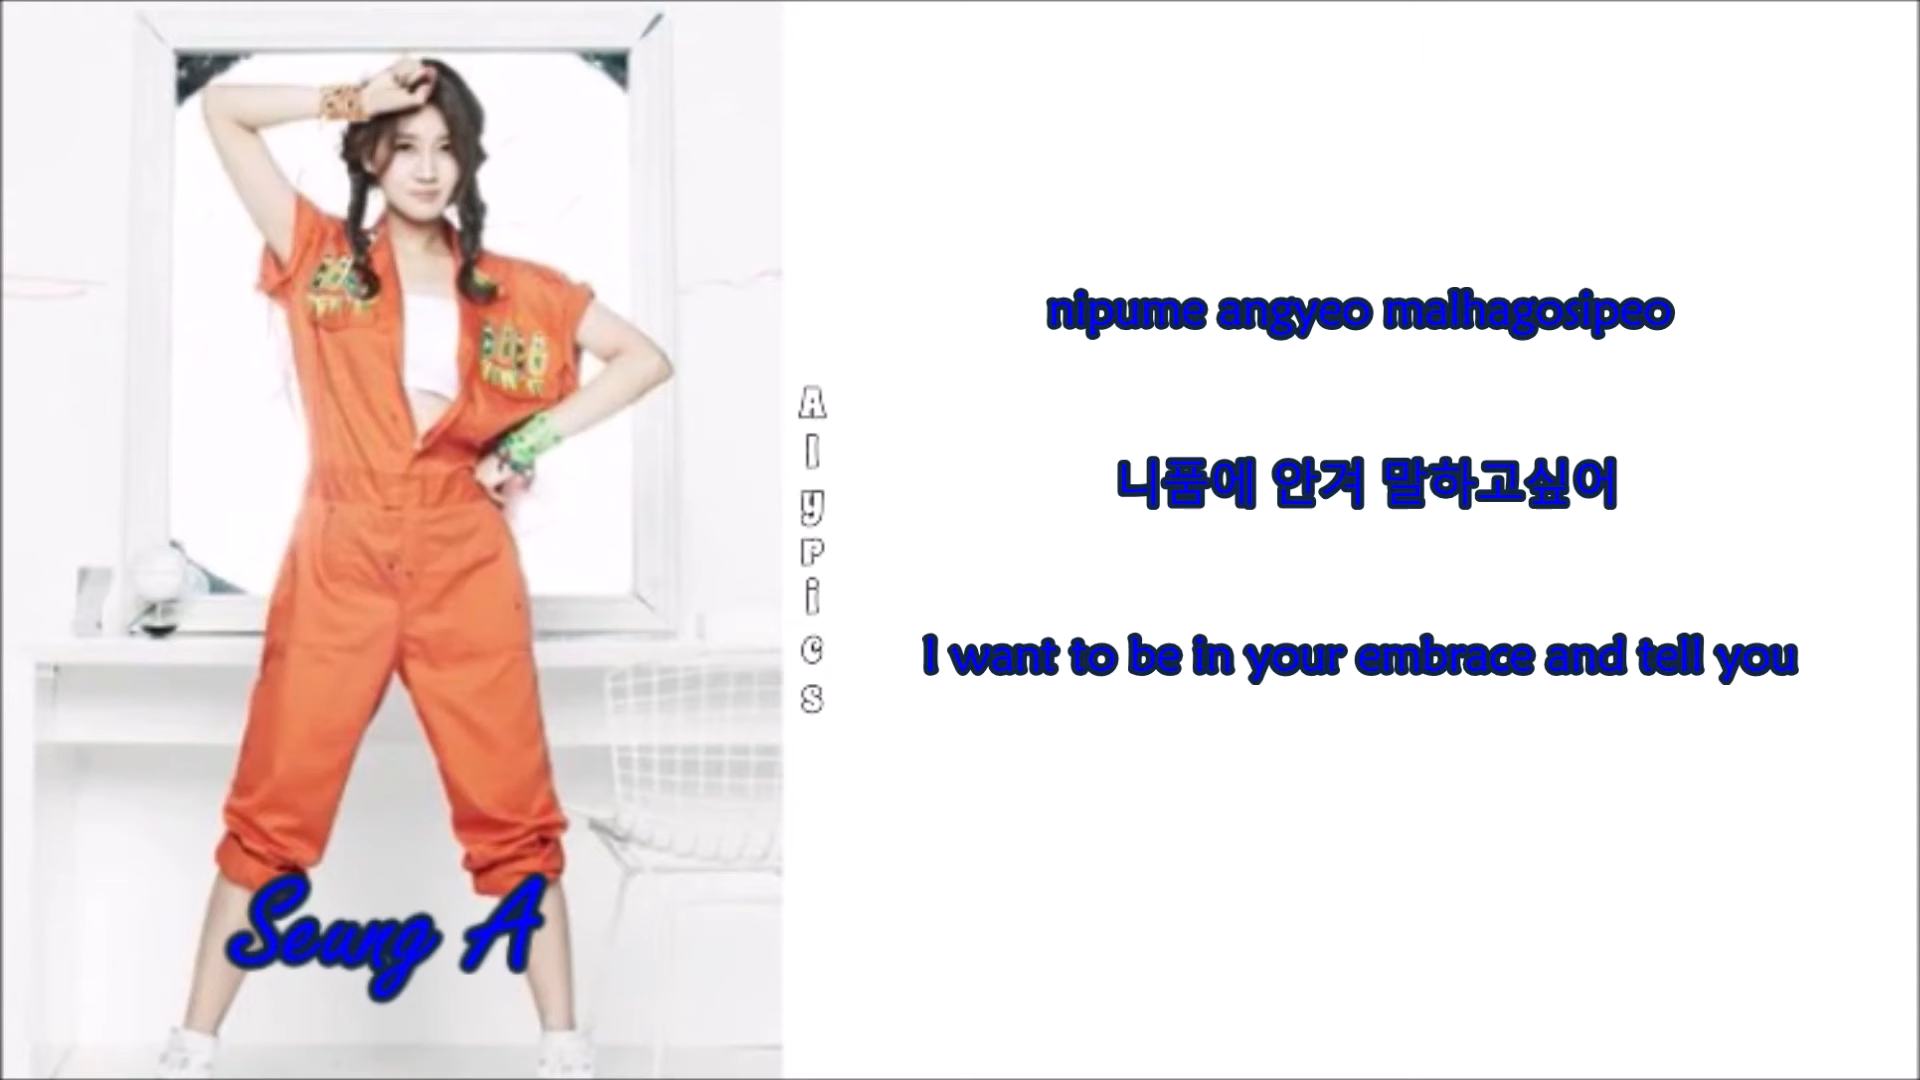 nipume angyeo malhagosipeo
니품에 안겨 말하고싶어
I want to be in your embrace and tell you
AlyPics
Seung A